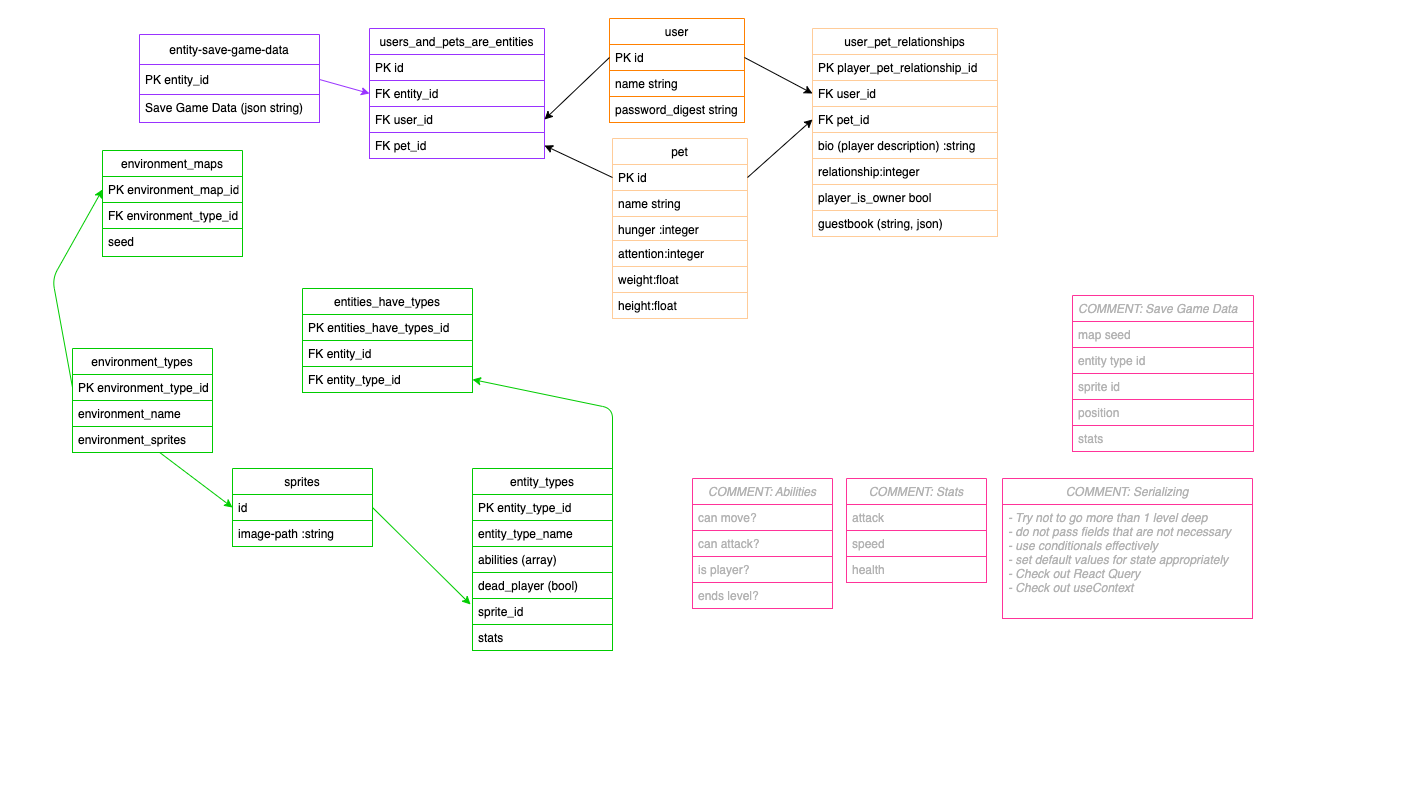 entity-save-game-data
PK entity_id
Save Game Data (json string)
users_and_pets_are_entities
PK id
FK entity_id
FK user_id
FK pet_id
user
PK id
name string
password_digest string
user_pet_relationships
PK player_pet_relationship_id
FK user_id
FK pet_id
bio (player description) :string
relationship:integer
player_is_owner bool
guestbook (string, json)
pet
PK id
name string
hunger :integer
attention:integer
weight:float
height:float
environment_maps
PK environment_map_id
FK environment_type_id
seed
entities_have_types
PK entities_have_types_id
FK entity_id
FK entity_type_id
environment_types
PK environment_type_id
environment_name
environment_sprites
sprites
id
image-path :string
entity_types
PK entity_type_id
entity_type_name
abilities (array)
dead_player (bool)
sprite_id
stats
COMMENT: Save Game Data
map seed
entity type id
sprite id
position
stats
COMMENT: Abilities
can move?
can attack?
is player?
ends level?
COMMENT: Stats
attack
speed
health
COMMENT: Serializing
- Try not to go more than 1 level deep
- do not pass fields that are not necessary
- use conditionals effectively
- set default values for state appropriately
- Check out React Query
- Check out useContext